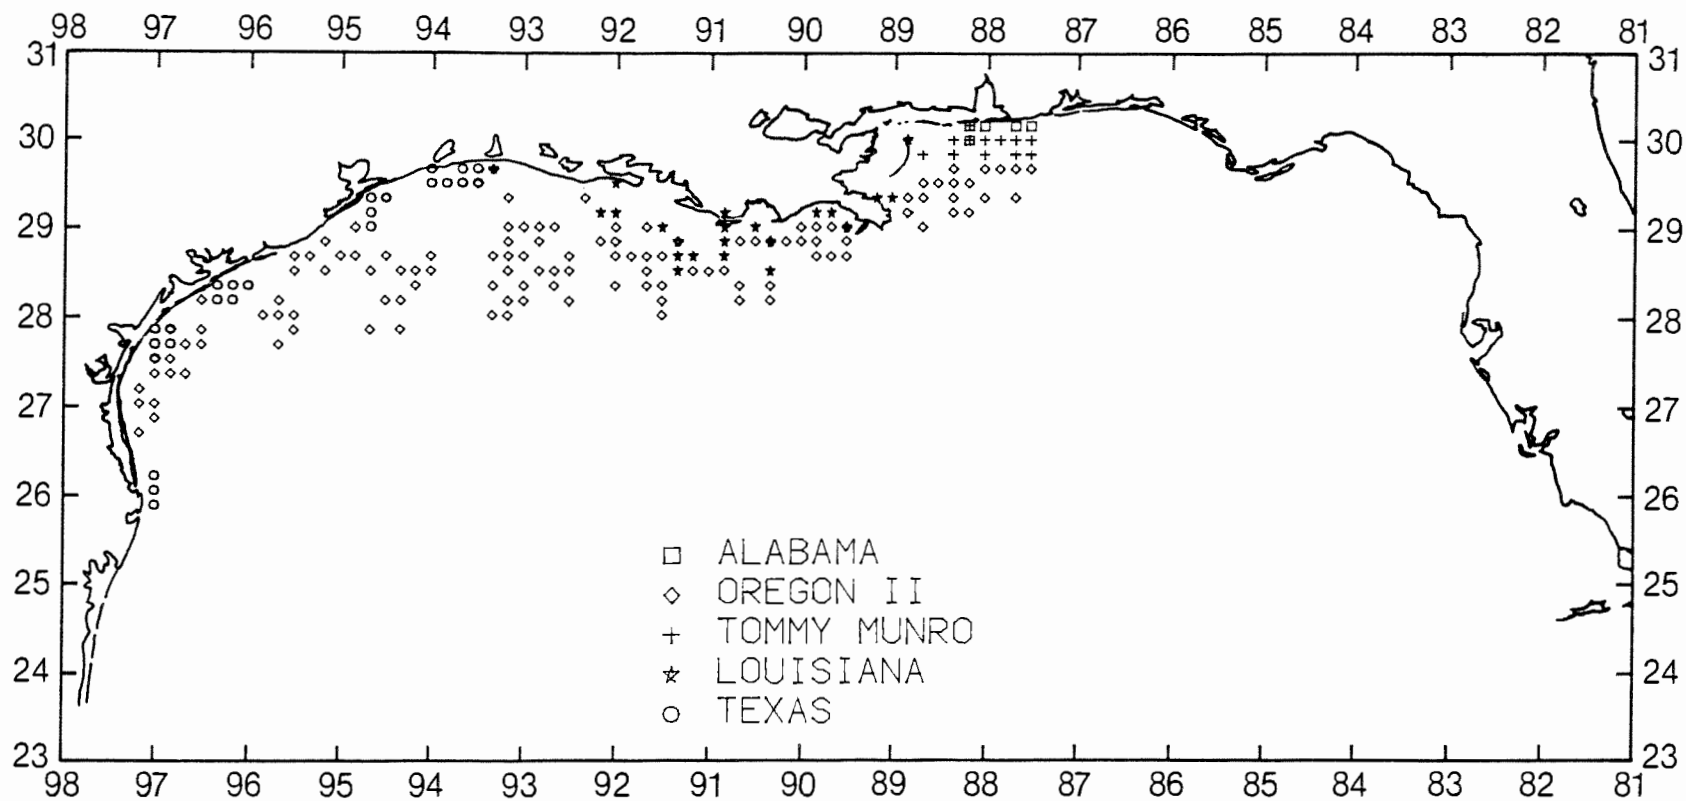 98 97 96 95 94 93 92 91 90 89 88 87 86 85 84 83 82 81
31 31
30 30
29 29
28 28
27 27
26 26
25 25
24 24
23 23
ALABAMA
OREGON II
TOMMY MUNRO
LOUISIANA
TEXAS
98 97 96 95 94 93 92 91 90 89 88 87 86 85 84 83 82 81